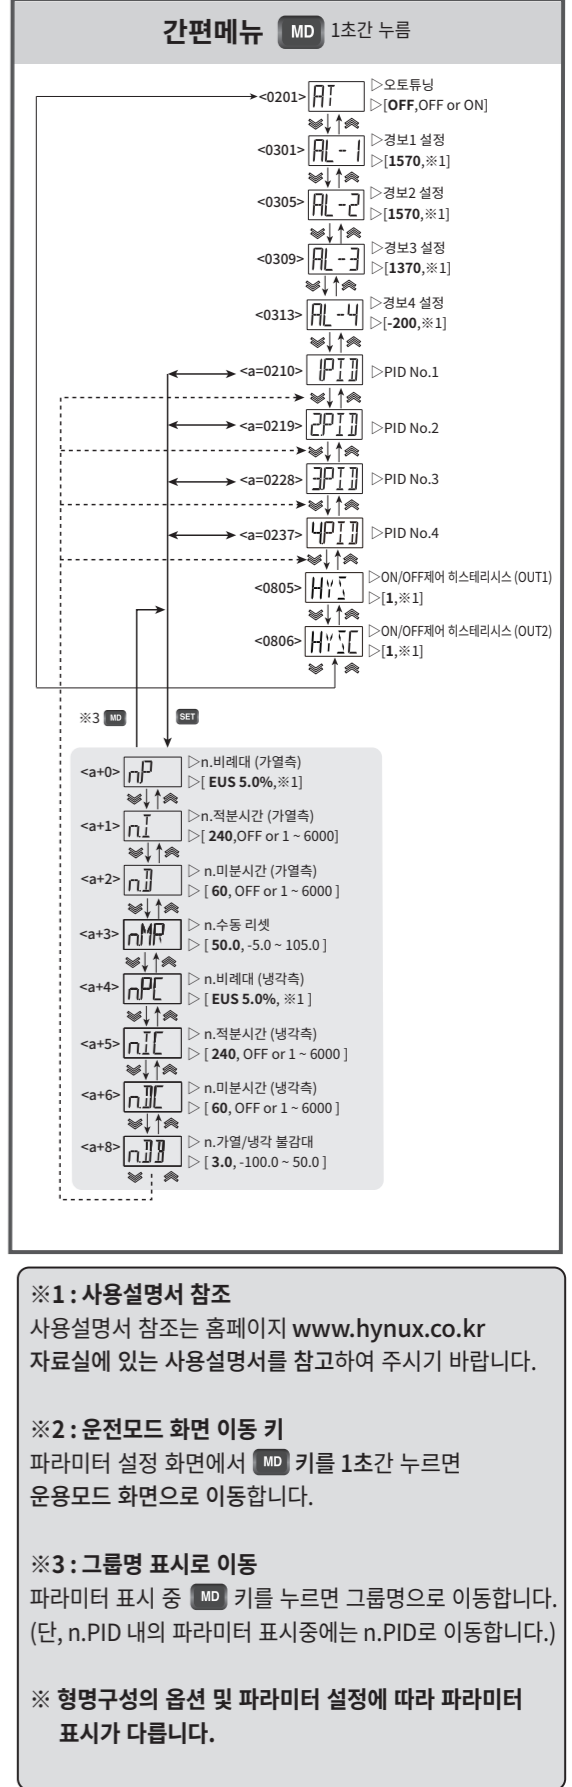 간편메뉴 MD 1초간 누름
<0201> AT ▷오토튜닝
▷[OFF,OFF or ON]
<0301> AL-1 ▷경보1 설정
▷[1570,※1]
<0305> AL-2 ▷경보2 설정
▷[1570,※1]
<0309> AL-3 ▷경보3 설정
▷[1370,※1]
<0313> AL-4 ▷경보4 설정
▷[-200,※1]
<a=0210> 1PID ▷PID No.1
<a=0219> 2PID ▷PID No.2
<a=0228> 3PID ▷PID No.3
<a=0237> 4PID ▷PID No.4
<0805> HYS ▷ON/OFF제어 히스테리시스 (OUT1)
▷[1,※1]
<0806> HYSC ▷ON/OFF제어 히스테리시스 (OUT2)
▷[1,※1]
※3 MD SET
<a+0> nP ▷n.비례대 (가열측)
▷[ EUS 5.0%,※1]
<a+1> n.I ▷n.적분시간 (가열측)
▷[ 240,OFF or 1 ~ 6000]
<a+2> n.D ▷ n.미분시간 (가열측)
▷ [ 60, OFF or 1 ~ 6000 ]
<a+3> nMR ▷ n.수동 리셋
▷ [ 50.0, -5.0 ~ 105.0 ]
<a+4> nPC ▷ n.비례대 (냉각측)
▷ [ EUS 5.0%, ※1 ]
<a+5> n.IC ▷ n.적분시간 (냉각측)
▷ [ 240, OFF or 1 ~ 6000 ]
<a+6> n.DC ▷ n.미분시간 (냉각측)
▷ [ 60, OFF or 1 ~ 6000 ]
<a+8> n.DB ▷ n.가열/냉각 불감대
▷ [ 3.0, -100.0 ~ 50.0 ]
※1 : 사용설명서 참조
사용설명서 참조는 홈페이지 www.hynux.co.kr
자료실에 있는 사용설명서를 참고하여 주시기 바랍니다.
※2 : 운전모드 화면 이동 키
파라미터 설정 화면에서 MD 키를 1초간 누르면
운용모드 화면으로 이동합니다.
※3 : 그룹명 표시로 이동
파라미터 표시 중 MD 키를 누르면 그룹명으로 이동합니다.
(단, n.PID 내의 파라미터 표시중에는 n.PID로 이동합니다.)
※ 형명구성의 옵션 및 파라미터 설정에 따라 파라미터
표시가 다릅니다.